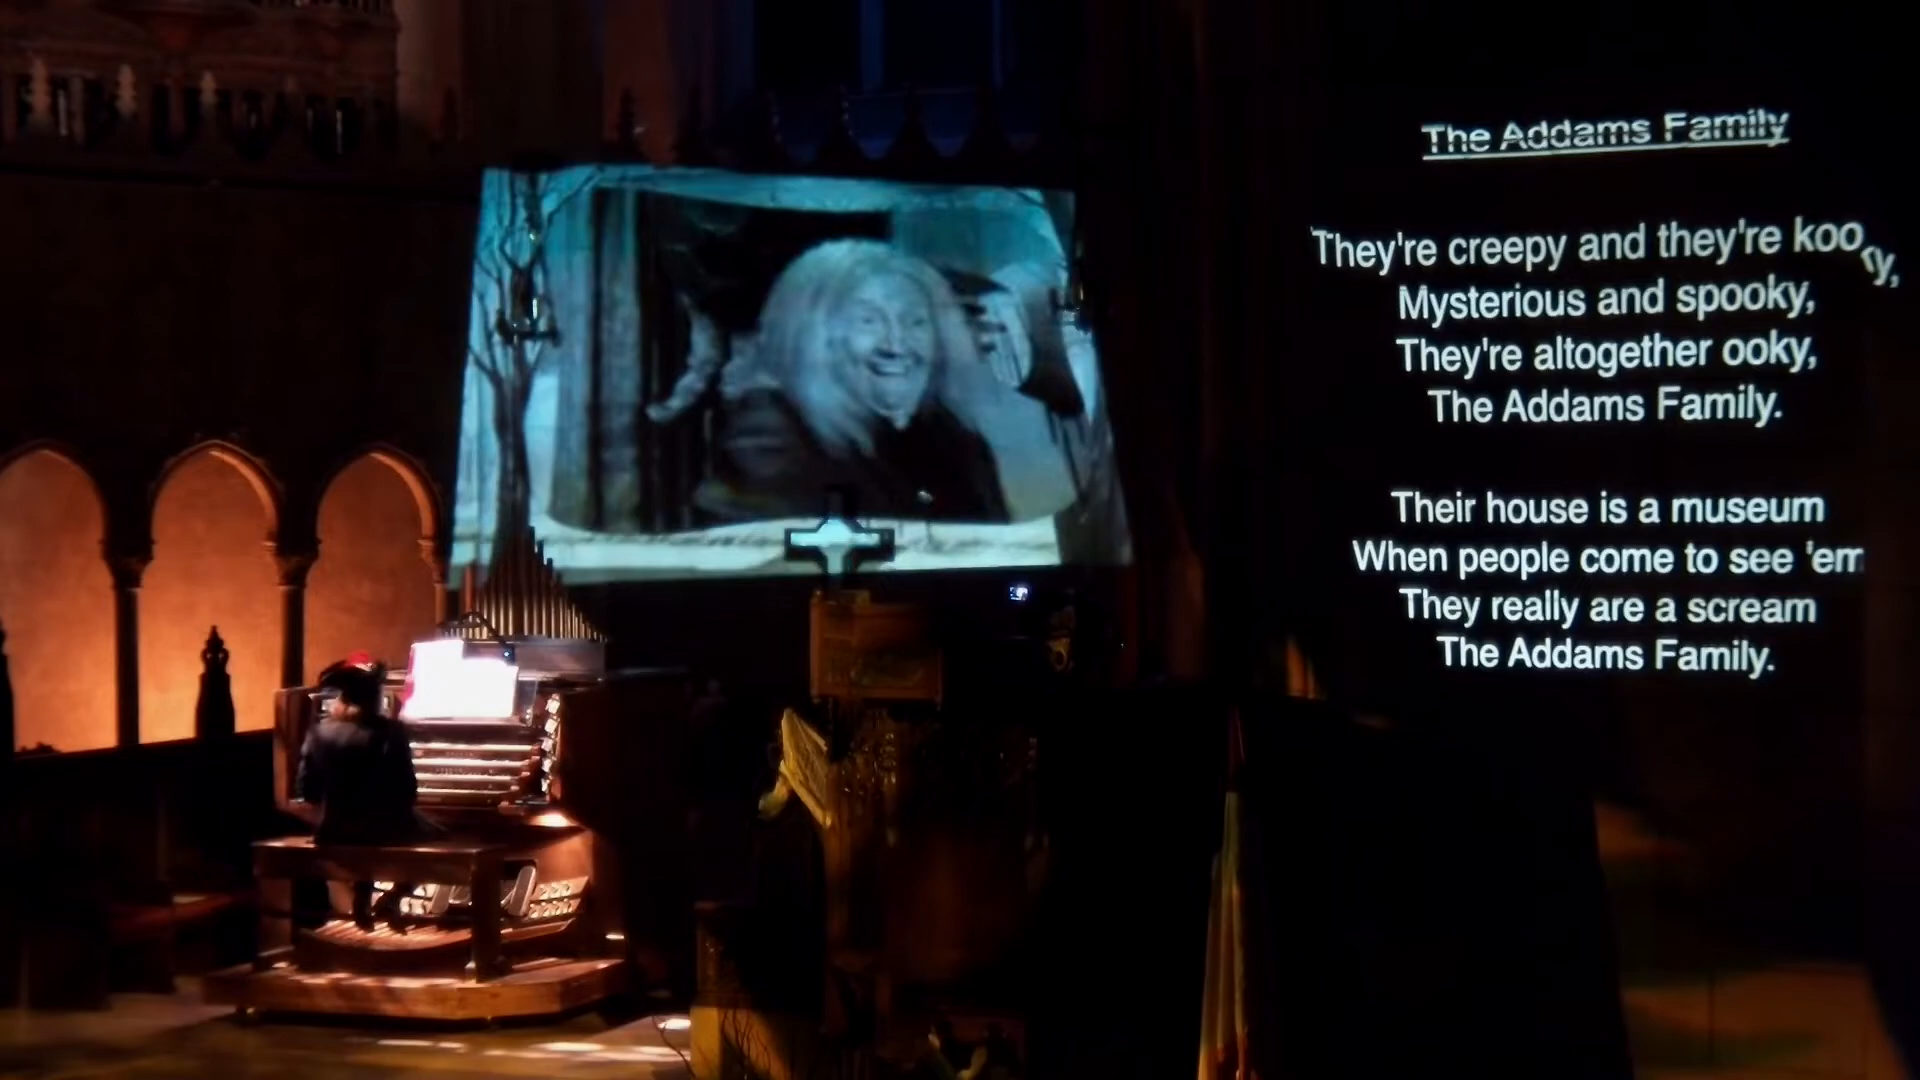 The Addams Family
They're creepy and they're kooky,
Mysterious and spooky,
They're altogether ooky,
The Addams Family.
Their house is a museum
When people come to see 'em
They really are a scream
The Addams Family.